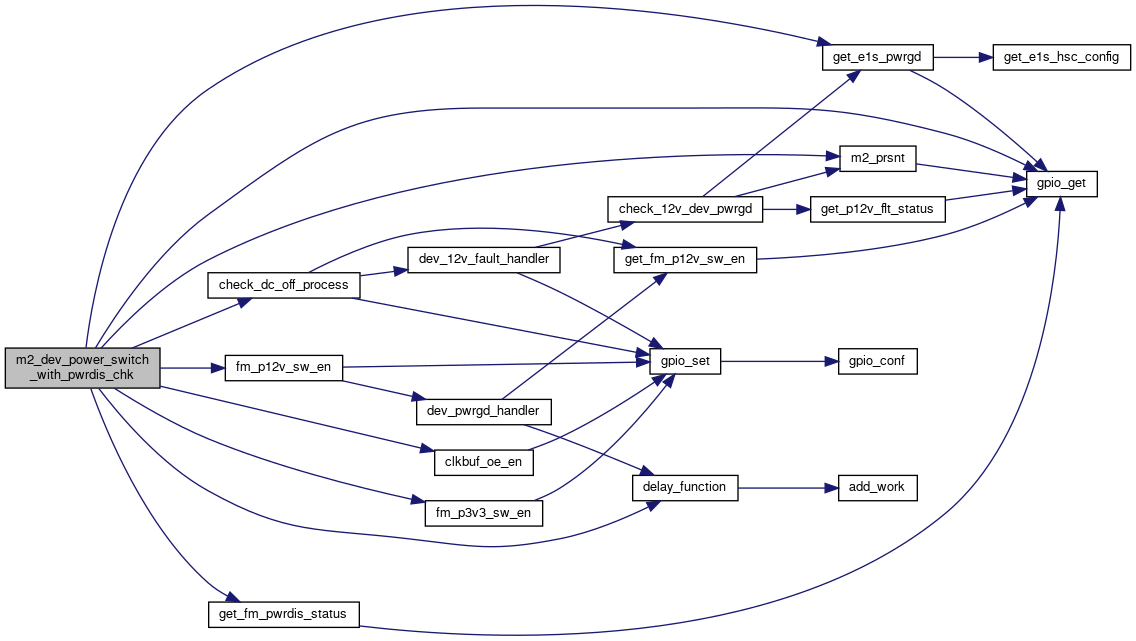 get_e1s_pwrgd
get_e1s_hsc_config
m2_prsnt
gpio_get
check_12v_dev_pwrgd
get_p12v_flt_status
dev_12v_fault_handler
get_fm_p12v_sw_en
check_dc_off_process
m2_dev_power_switch
_with_pwrdis_chk
fm_p12v_sw_en
gpio_set
gpio_conf
dev_pwrgd_handler
clkbuf_oe_en
delay_function
add_work
fm_p3v3_sw_en
get_fm_pwrdis_status